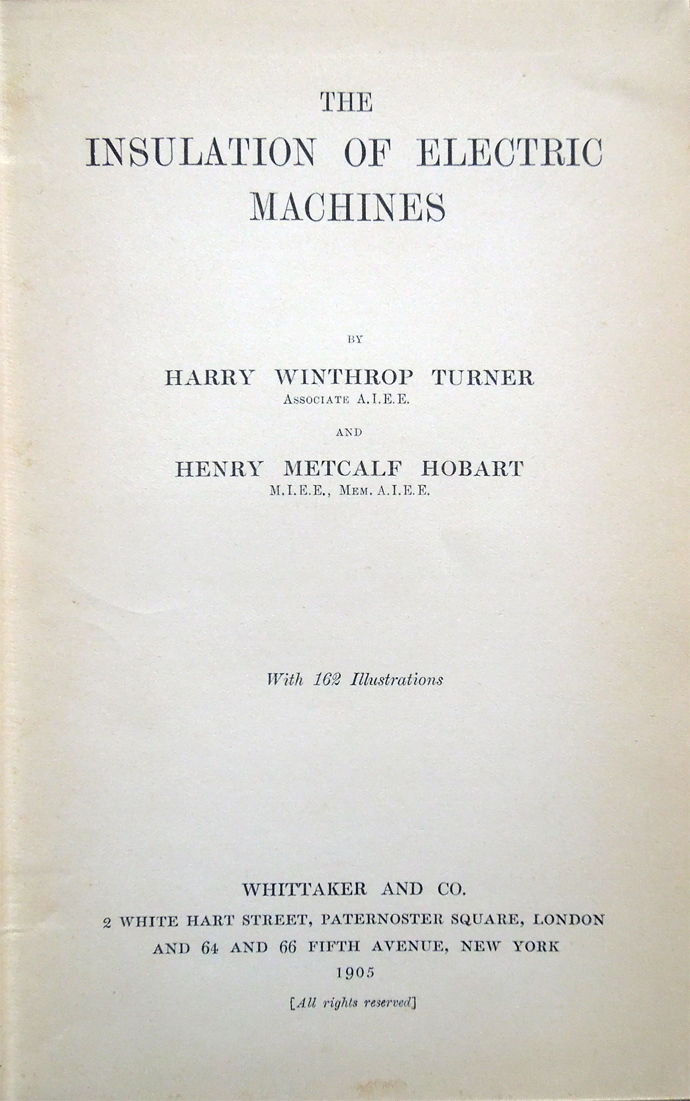 THE
INSULATION OF ELECTRIC
MACHINES
BY
HARRY WINTHROP TURNER
ASSOCIATE A.I.E.E.
AND
HENRY METCALF HOBART
M.I.E.E., MEM. A.I.E.E.
With 162 Illustrations
WHITTAKER AND CO.
2 WHITE HART STREET, PATERNOSTER SQUARE, LONDON
AND 64 AND 66 FIFTH AVENUE, NEW YORK
1905
[All rights reserved]